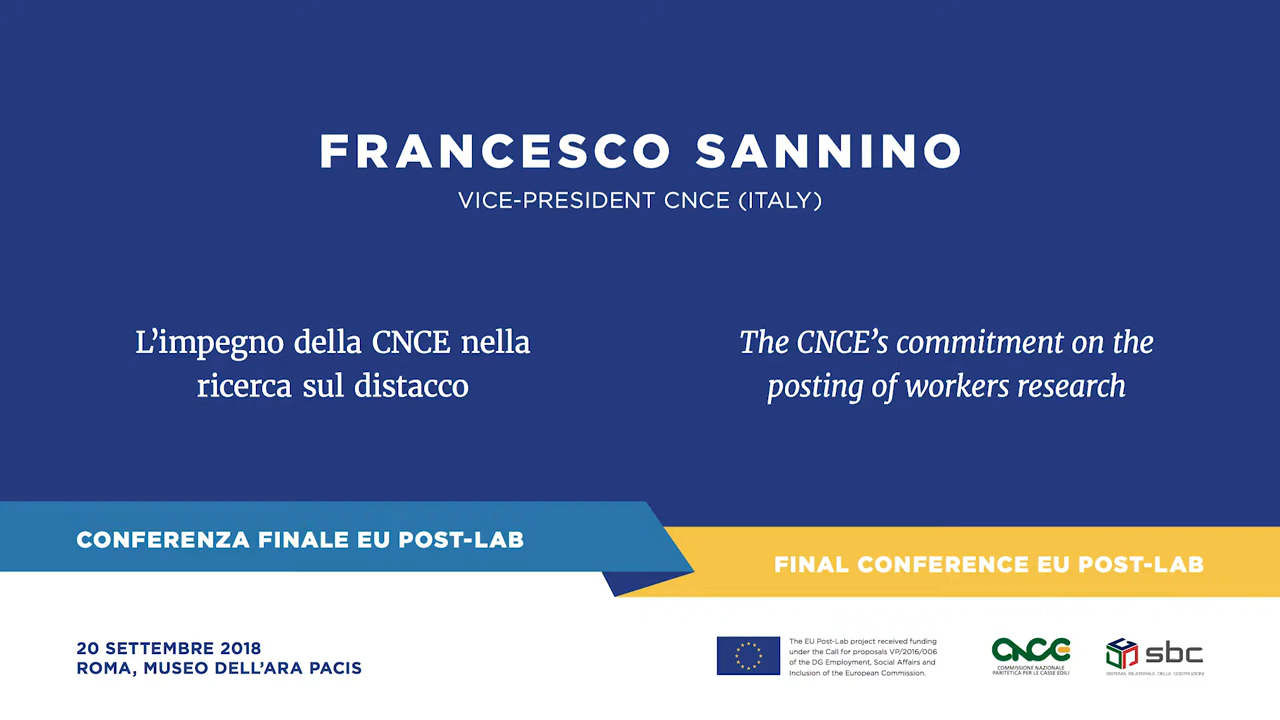 FRANCESCO SANNINO
VICE-PRESIDENT CNCE (ITALY)
L’impegno della CNCE nella
ricerca sul distacco
The CNCE’s commitment on the
posting of workers research
CONFERENZA FINALE EU POST-LAB
FINAL CONFERENCE EU POST-LAB
20 SETTEMBRE 2018
ROMA, MUSEO DELL’ARA PACIS
The EU Post-Lab project received funding
under the Call for proposals VP/2016/006
of the DG Employment, Social Affairs and
Inclusion of the European Commission.
CNCE
COMMISSIONE NAZIONALE
PARITETICA PER LE CASSE EDILI
sbc
SISTEMA BILATERALE DELLE COSTRUZIONI